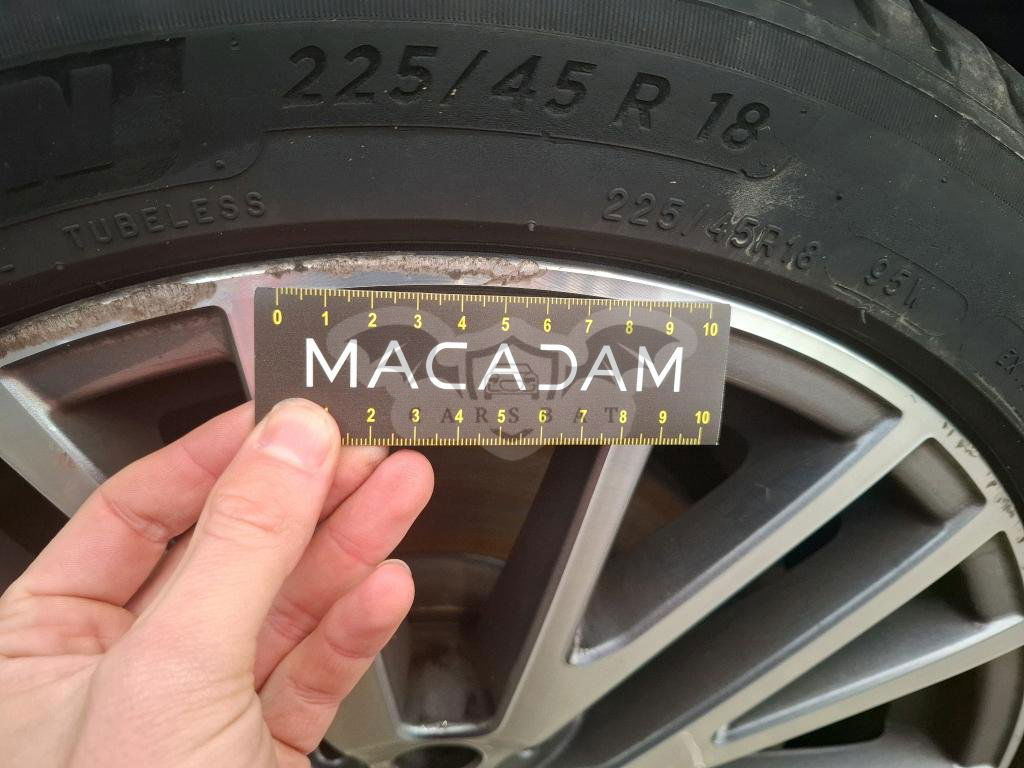 225/45 R 18
TUBELESS
225/45R18 95
0 1 2 3 4 5 6 7 8 9 10
MACADAM
CARSBAT
1 2 3 4 5 6 7 8 9 10